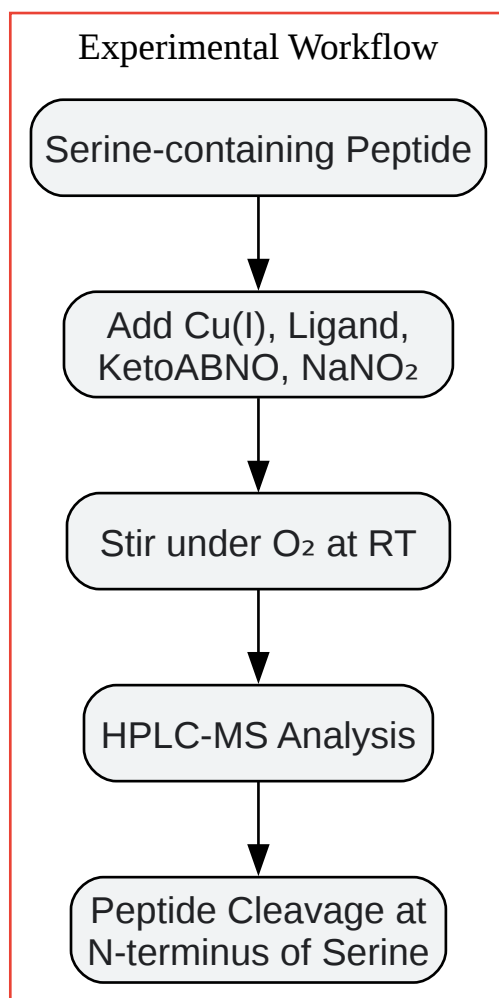 Experimental Workflow
Serine-containing Peptide
Add Cu(I), Ligand,
KetoABNO, NaNO₂
Stir under O₂ at RT
HPLC-MS Analysis
Peptide Cleavage at
N-terminus of Serine